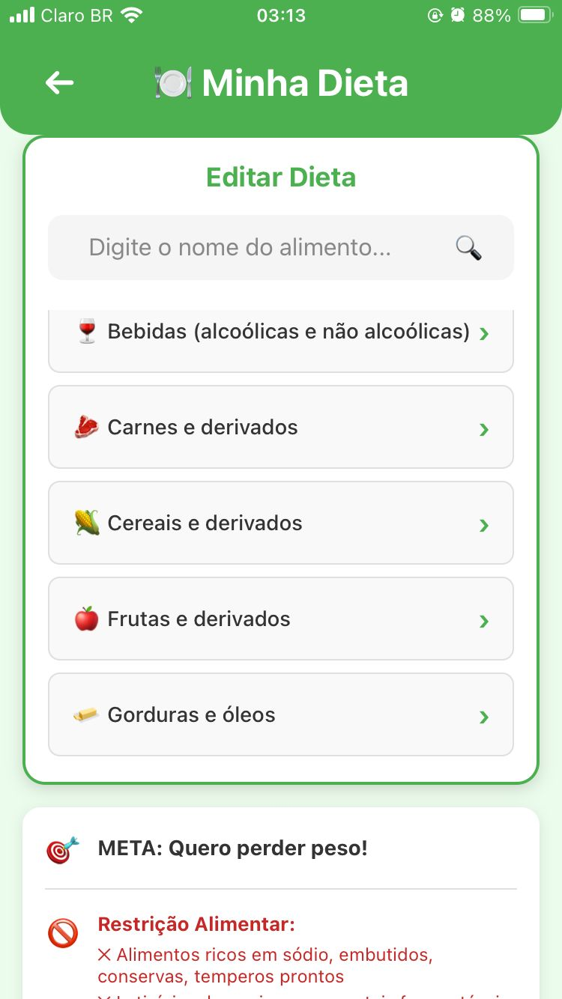 Claro BR 03:13 88%
Minha Dieta
Editar Dieta
Digite o nome do alimento...
Bebidas (alcoólicas e não alcoólicas) ›
Carnes e derivados ›
Cereais e derivados ›
Frutas e derivados ›
Gorduras e óleos ›
META: Quero perder peso!
Restrição Alimentar:
✕ Alimentos ricos em sódio, embutidos,
conservas, temperos prontos